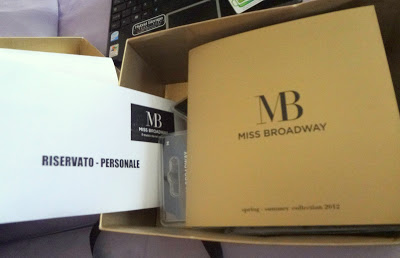 MB
MISS BROADWAY
RISERVATO - PERSONALE
MB
MISS BROADWAY
spring - summer collection 2012